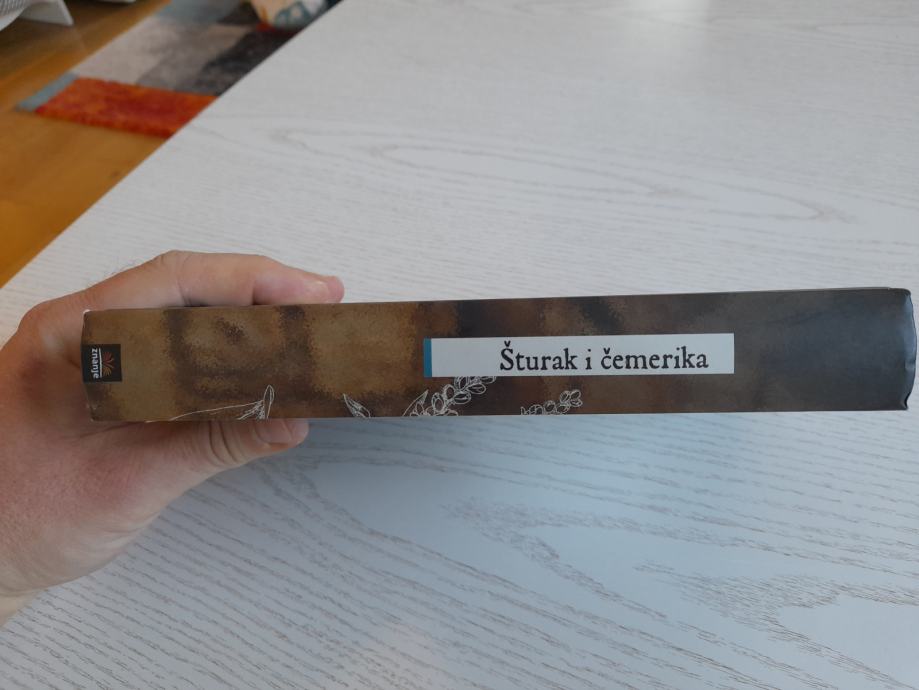 Šturak i čemerika
znanje